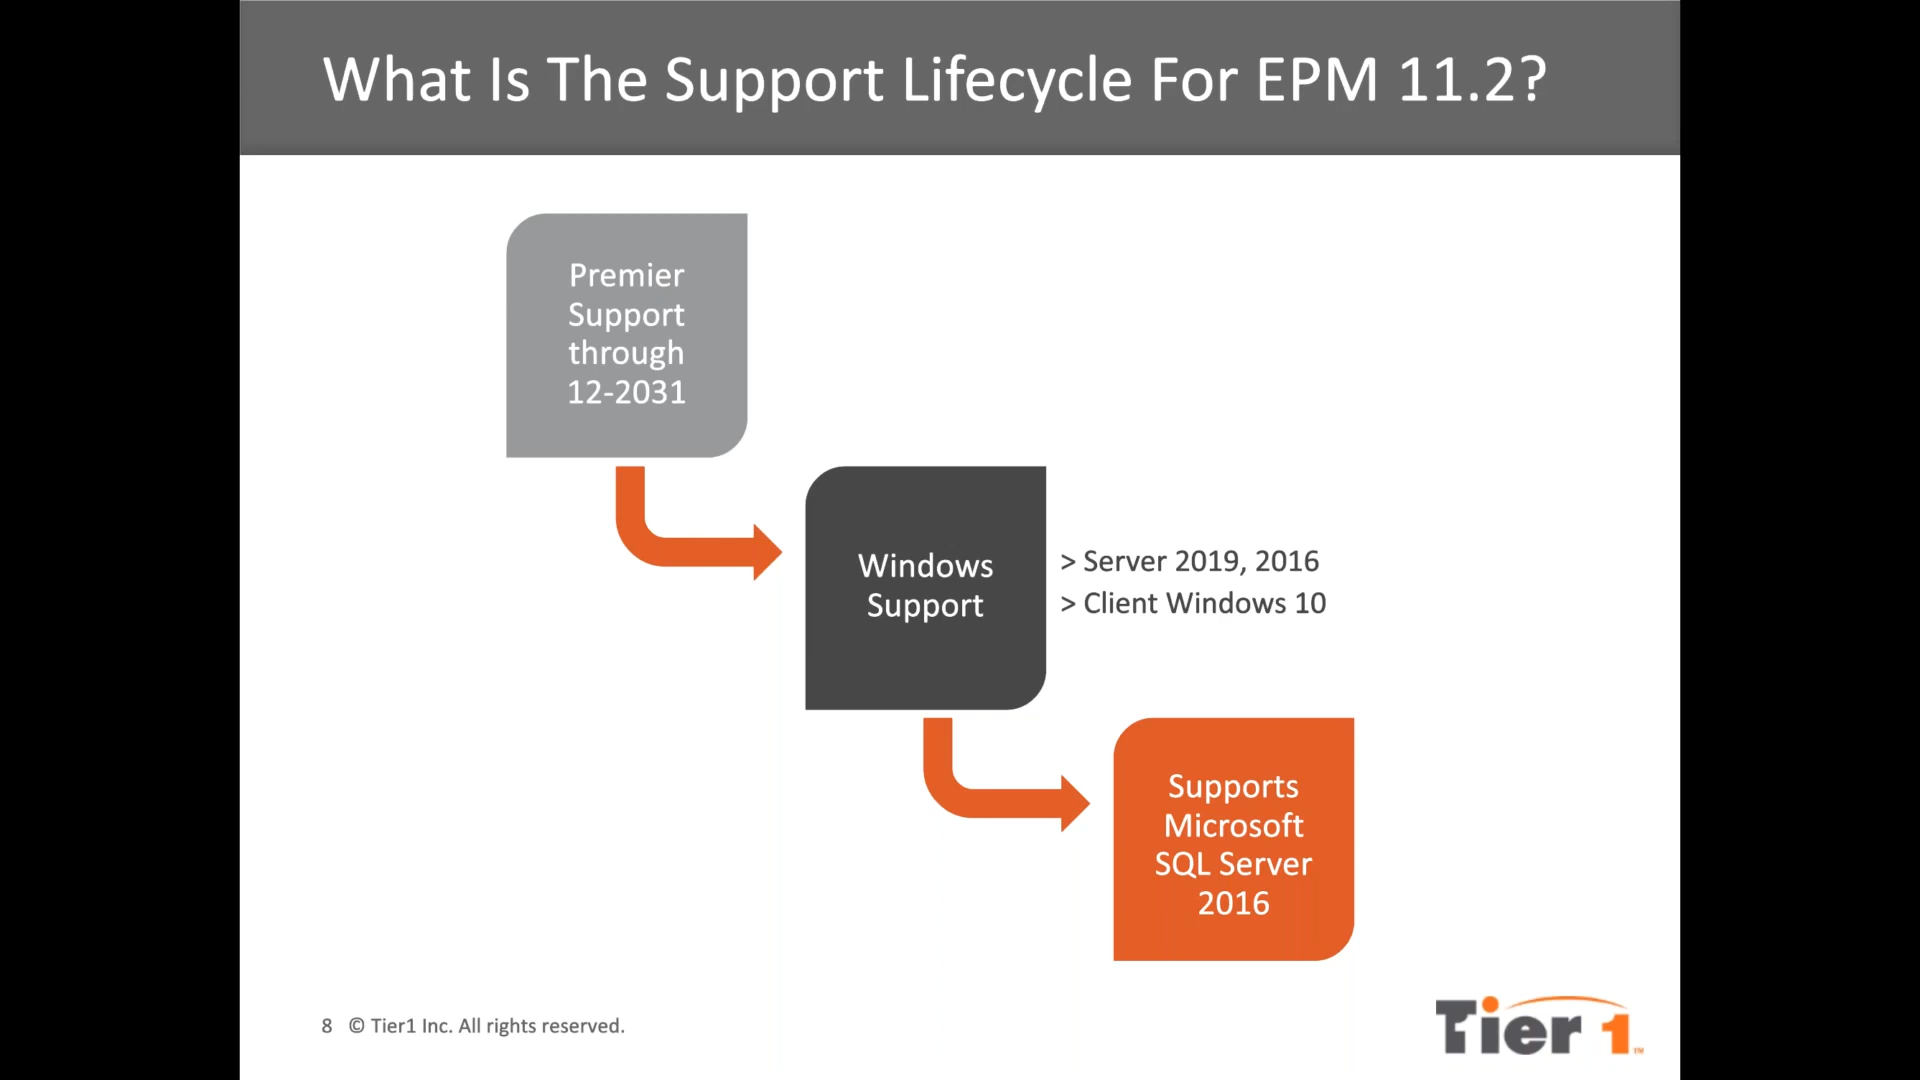 What Is The Support Lifecycle For EPM 11.2?
Premier
Support
through
12-2031
Windows
Support
> Server 2019, 2016
> Client Windows 10
Supports
Microsoft
SQL Server
2016
8 © Tier1 Inc. All rights reserved.
Tier 1™